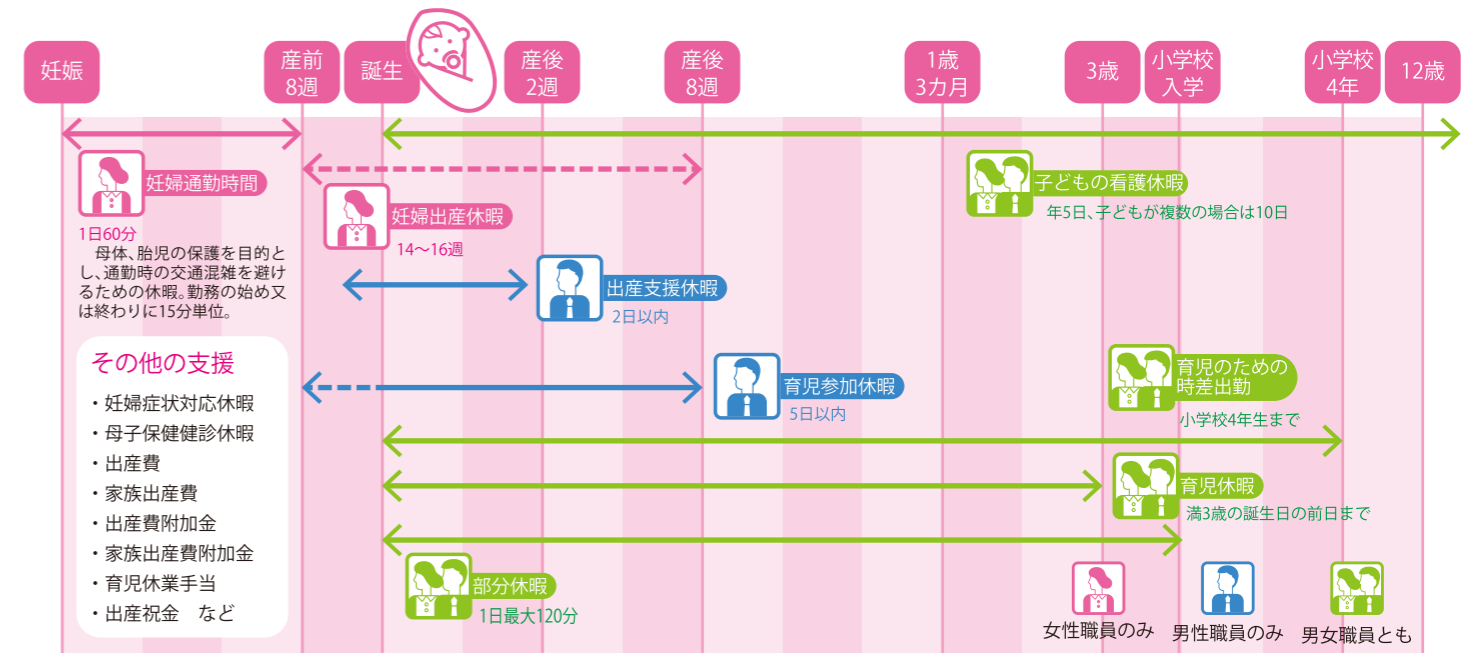 妊娠
産前
8週
誕生
産後
2週
産後
8週
1歳
3カ月
3歳
小学校
入学
小学校
4年
12歳
妊婦通勤時間
1日60分
母体、胎児の保護を目的と
し、通勤時の交通混雑を避け
るための休暇。勤務の始め又
は終わりに15分単位。
妊婦出産休暇
14〜16週
子どもの看護休暇
年5日、子どもが複数の場合は10日
出産支援休暇
2日以内
育児参加休暇
5日以内
育児のための
時差出勤
小学校4年生まで
育児休暇
満3歳の誕生日の前日まで
部分休暇
1日最大120分
その他の支援
・妊婦症状対応休暇
・母子保健健診休暇
・出産費
・家族出産費
・出産費附加金
・家族出産費附加金
・育児休業手当
・出産祝金　など
女性職員のみ
男性職員のみ
男女職員とも